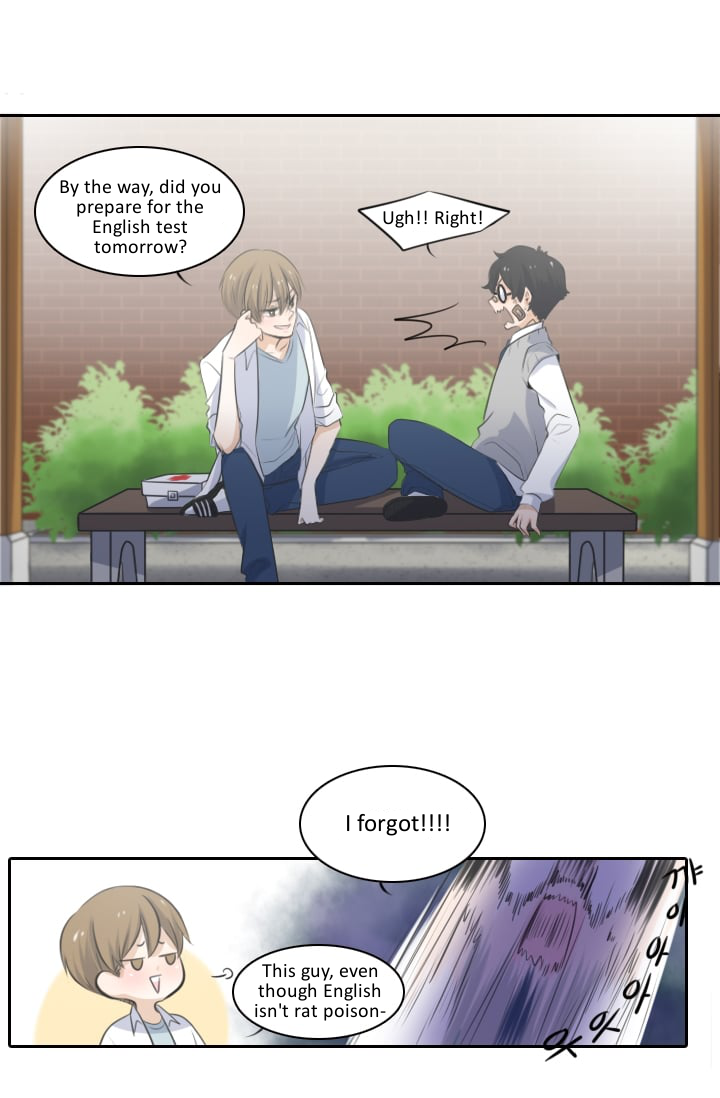 By the way, did you
prepare for the
English test
tomorrow?
Ugh!! Right!
I forgot!!!!
This guy, even
though English
isn't rat poison-
꺄
아
아
아
악